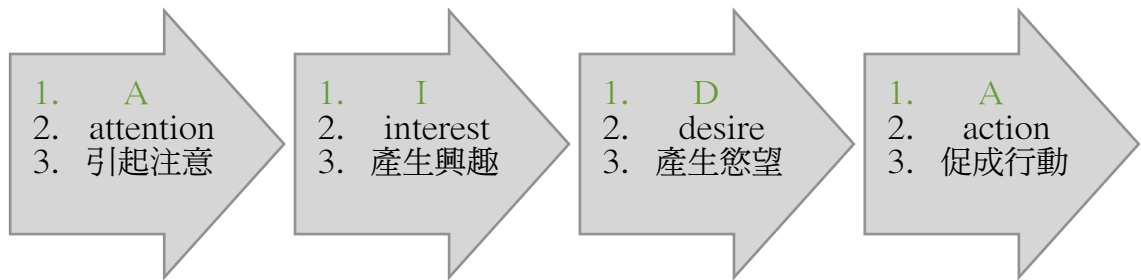 1. A
2. attention
3. 引起注意
1. I
2. interest
3. 產生興趣
1. D
2. desire
3. 產生慾望
1. A
2. action
3. 促成行動